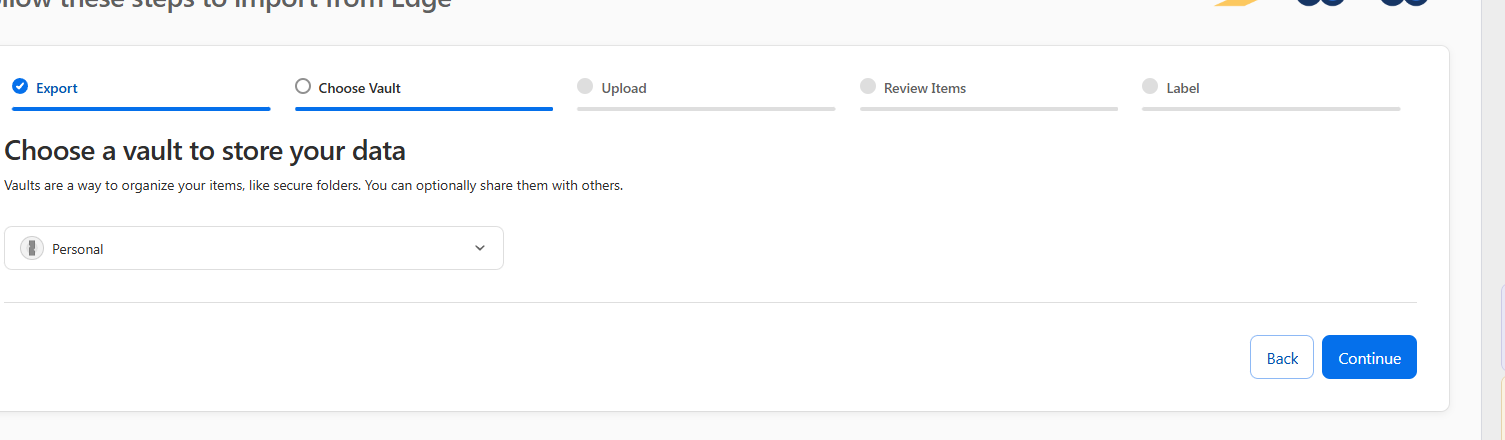 these steps to import from Edge
Export
Choose Vault
Upload
Review Items
Label
Choose a vault to store your data
Vaults are a way to organize your items, like secure folders. You can optionally share them with others.
Personal
Back
Continue